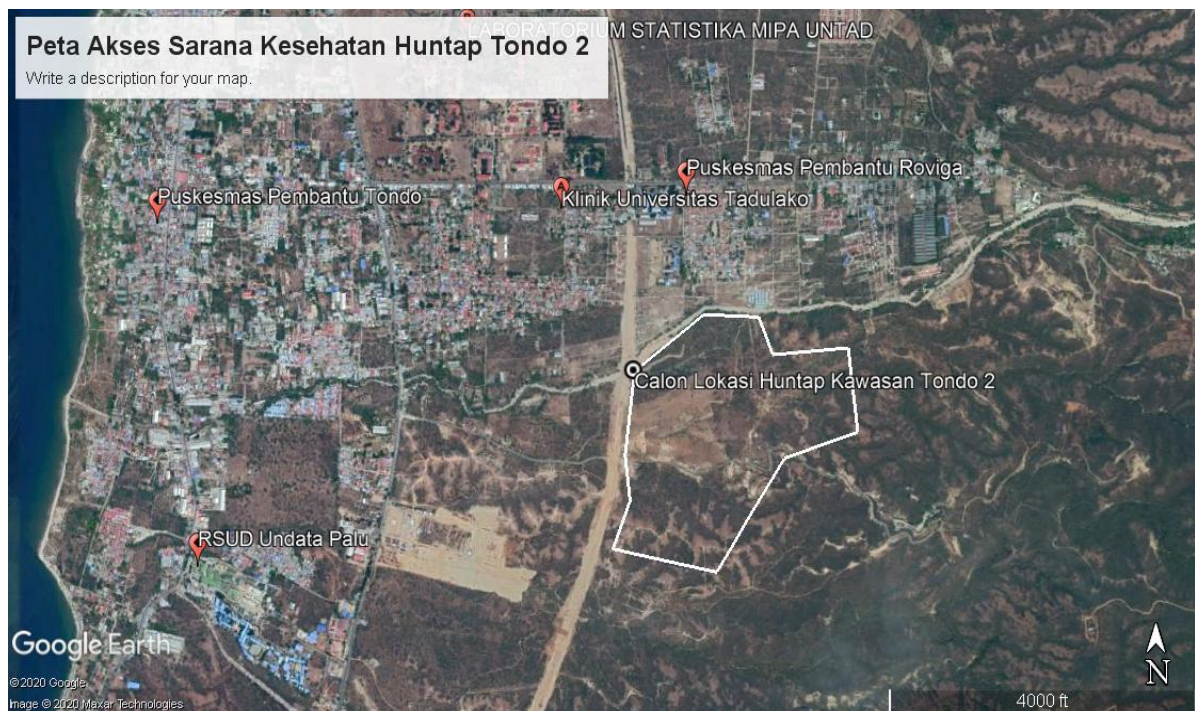 LABORATORIUM STATISTIKA MIPA UNTAD
Peta Akses Sarana Kesehatan Huntap Tondo 2
Write a description for your map.
Puskesmas Pembantu Roviga
Puskesmas Pembantu Tondo
Klinik Universitas Tadulako
Calon Lokasi Huntap Kawasan Tondo 2
RSUD Undata Palu
Google Earth
©2020 Google
Image © 2020 Maxar Technologies
N
4000 ft